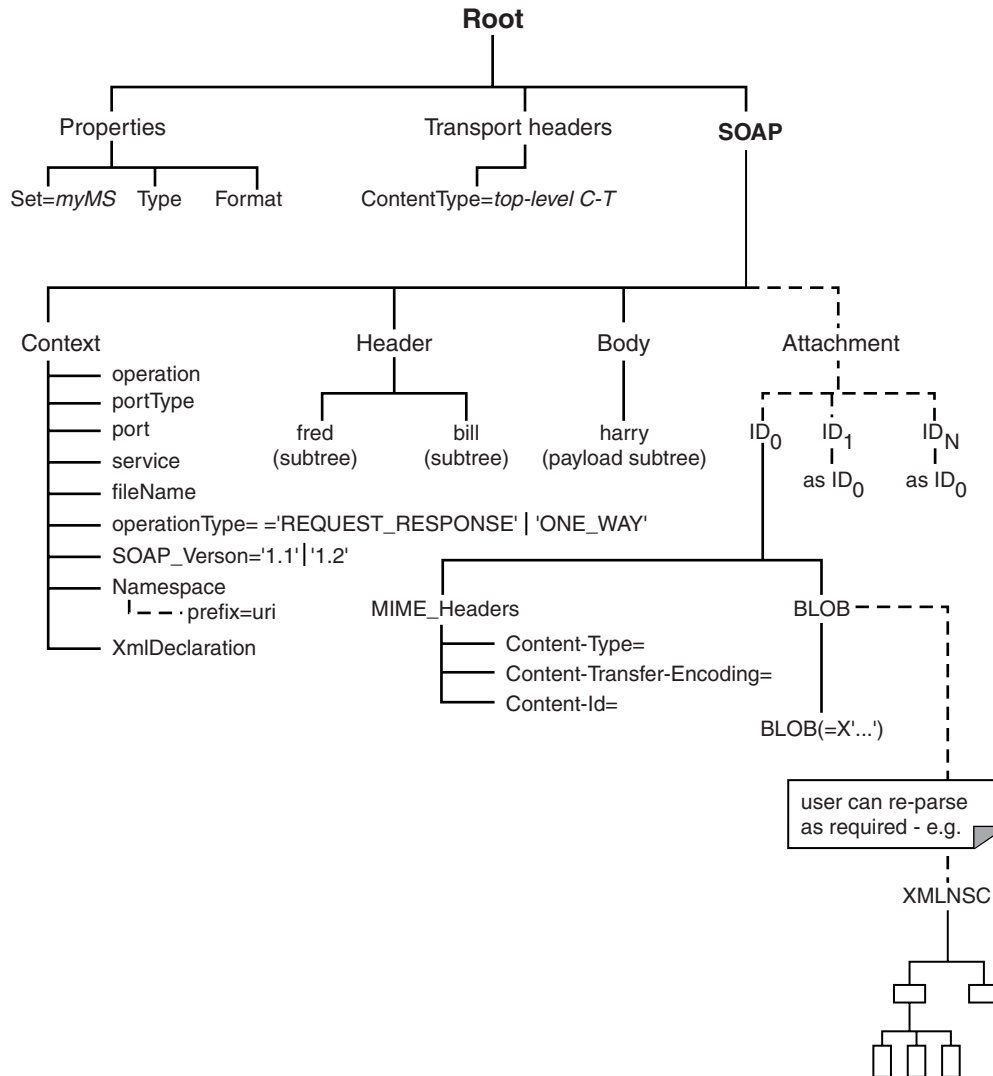 Root
Properties
Transport headers
SOAP
Set=myMS
Type
Format
ContentType=top-level C-T
Context
Header
Body
Attachment
operation
portType
port
service
fileName
operationType= ='REQUEST_RESPONSE' | 'ONE_WAY'
SOAP_Verson='1.1'|'1.2'
Namespace
prefix=uri
XmlDeclaration
fred
(subtree)
bill
(subtree)
harry
(payload subtree)
ID0
ID1
IDN
as ID0
as ID0
MIME_Headers
Content-Type=
Content-Transfer-Encoding=
Content-Id=
BLOB
BLOB(=X'...')
user can re-parse
as required - e.g.
XMLNSC